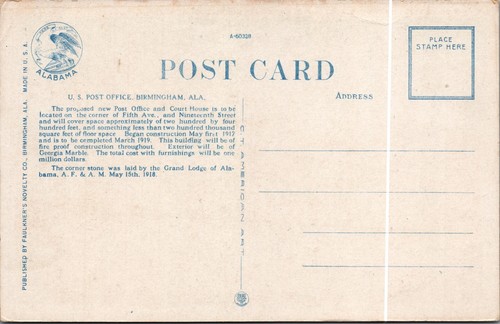 A-60328
PLACE
STAMP HERE
ALABAMA
POST CARD
U. S. POST OFFICE, BIRMINGHAM, ALA.
ADDRESS
The proposed new Post Office and Court House is to be
located on the corner of Fifth Ave., and Nineteenth Street
and will cover space approximately of two hundred by four
hundred feet, and something less than two hundred thousand
square feet of floor space Began construction May first 1917
and is to be completed March 1919. This building will be of
fire proof construction throughout. Exterior will be of
Georgia Marble. The total cost with furnishings will be one
million dollars.
The corner stone was laid by the Grand Lodge of Ala-
bama, A. F. & A. M. May 15th, 1918.
PUBLISHED BY FAULKNER'S NOVELTY CO., BIRMINGHAM, ALA. MADE IN U. S. A.